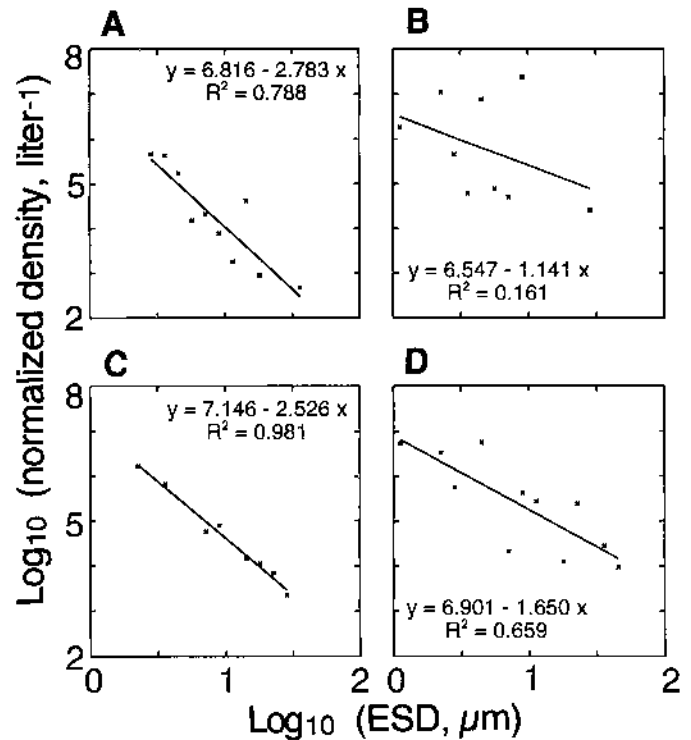 A
B
8
y = 6.816 - 2.783 x
R² = 0.788
5
y = 6.547 - 1.141 x
R² = 0.161
2
C
D
8
y = 7.146 - 2.526 x
R² = 0.981
5
y = 6.901 - 1.650 x
R² = 0.659
2
0 1 0 1 2
Log₁₀ (normalized density, liter⁻¹)
Log₁₀ (ESD, μm)